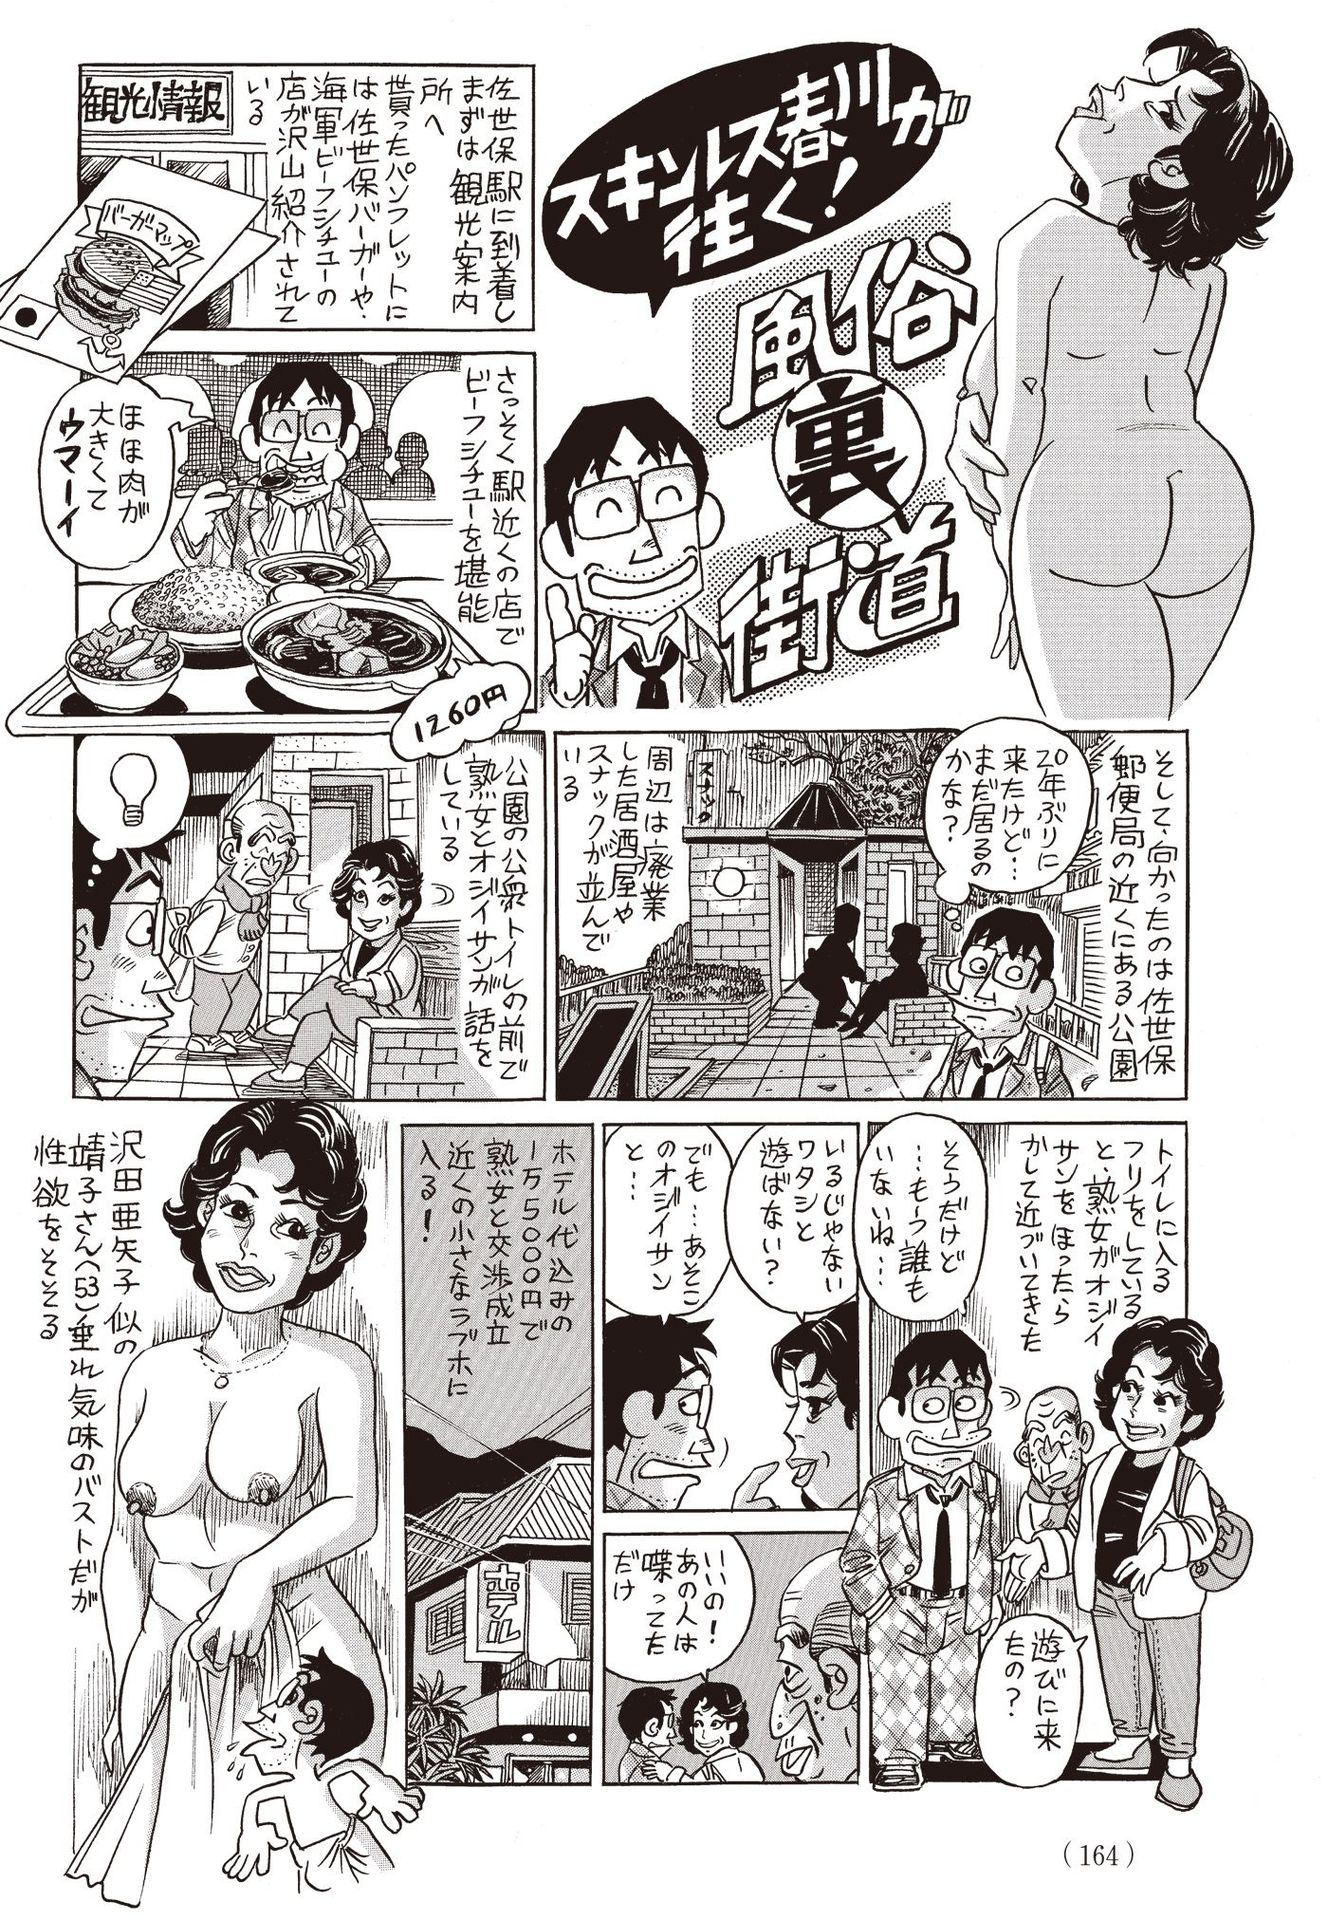 スキンレス春川が
往く!
風俗
裏
街道
佐世保駅に到着し
まずは観光案内
所へ
貰ったパンフレットに
は佐世保バーガーや、
海軍ビーフシチューの
店が沢山紹介されて
いる
観光情報
バーガーマップ
さっそく駅近くの店で
ビーフシチューを堪能
ほほ肉が
大きくて
ウマーイ
1260円
そして、向かったのは佐世保
郵便局の近くにある公園
20年ぶりに
来たけど…
まだ居るの
かな?
スナック
周辺は廃業
した居酒屋や
スナックが並んで
いる
公園の公衆トイレの前で
熟女とオジイサンが話を
している
トイレに入る
フリをしている
と、熟女がオジイ
サンをほったら
かして近づいてきた
遊びに来
たの?
そうだけど
…もう誰も
いないね…
いるじゃない
ワタシと
遊ばない?
でも…あそこ
のオジイサン
と…
いいの!
あの人は
喋ってた
だけ
ホテル代込みの
1万5000円で
熟女と交渉成立
近くの小さなラブホに
入る!
ホテル
沢田亜矢子似の
靖子さん(53)垂れ気味のバストだが
性欲をそそる
(164)